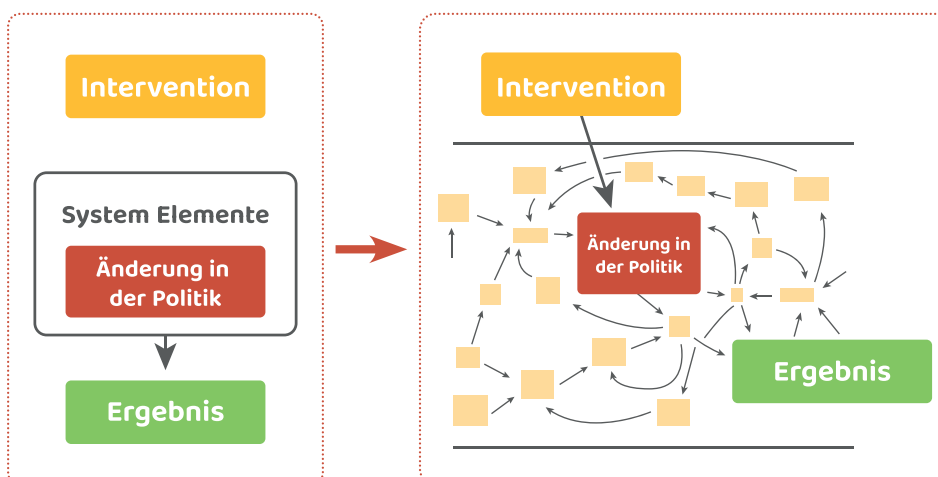 Intervention
System Elemente
Änderung in
der Politik
Ergebnis
Intervention
Änderung in
der Politik
Ergebnis